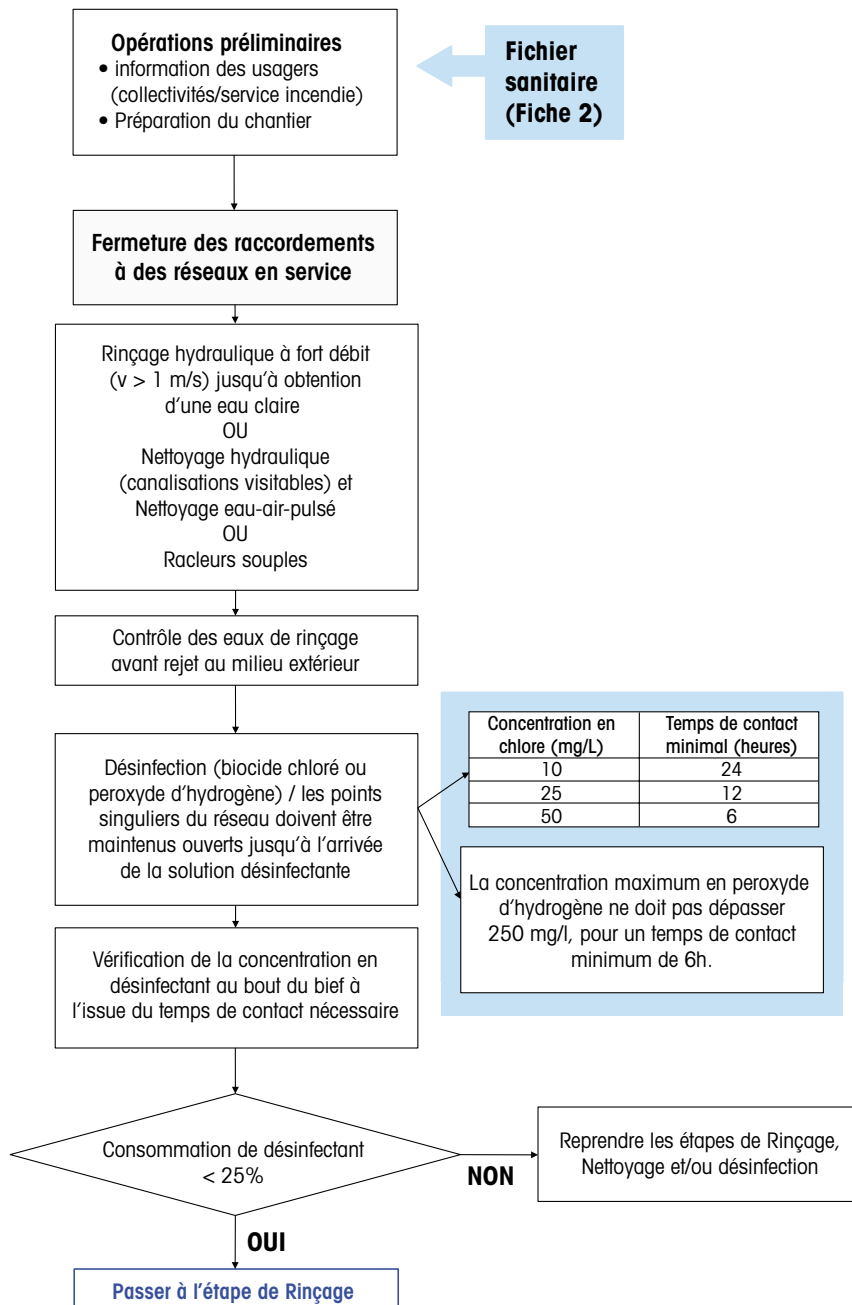 Opérations préliminaires
• information des usagers
(collectivités/service incendie)
• Préparation du chantier
Fichier
sanitaire
(Fiche 2)
Fermeture des raccordements
à des réseaux en service
Rinçage hydraulique à fort débit
(v > 1 m/s) jusqu’à obtention
d’une eau claire
OU
Nettoyage hydraulique
(canalisations visitables) et
Nettoyage eau-air-pulsé
OU
Racleurs souples
Contrôle des eaux de rinçage
avant rejet au milieu extérieur
Désinfection (biocide chloré ou
peroxyde d’hydrogène) / les points
singuliers du réseau doivent être
maintenus ouverts jusqu’à l’arrivée
de la solution désinfectante
Concentration en
chlore (mg/L)
Temps de contact
minimal (heures)
10 24
25 12
50 6
La concentration maximum en peroxyde
d’hydrogène ne doit pas dépasser
250 mg/l, pour un temps de contact
minimum de 6h.
Vérification de la concentration en
désinfectant au bout du bief à
l’issue du temps de contact nécessaire
Consommation de désinfectant
< 25%
NON
Reprendre les étapes de Rinçage,
Nettoyage et/ou désinfection
OUI
Passer à l’étape de Rinçage